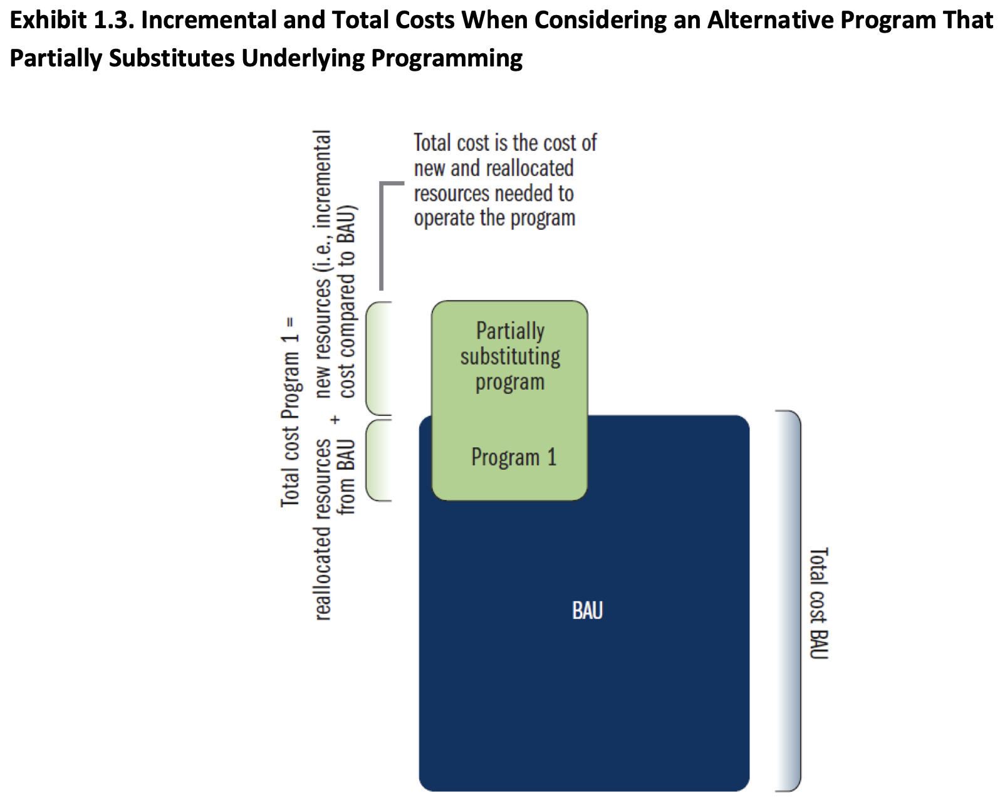 Exhibit 1.3. Incremental and Total Costs When Considering an Alternative Program That
Partially Substitutes Underlying Programming
Total cost is the cost of
new and reallocated
resources needed to
operate the program
Total cost Program 1 =
reallocated resources + new resources (i.e., incremental
from BAU cost compared to BAU)
Partially
substituting
program
Program 1
BAU
Total cost BAU